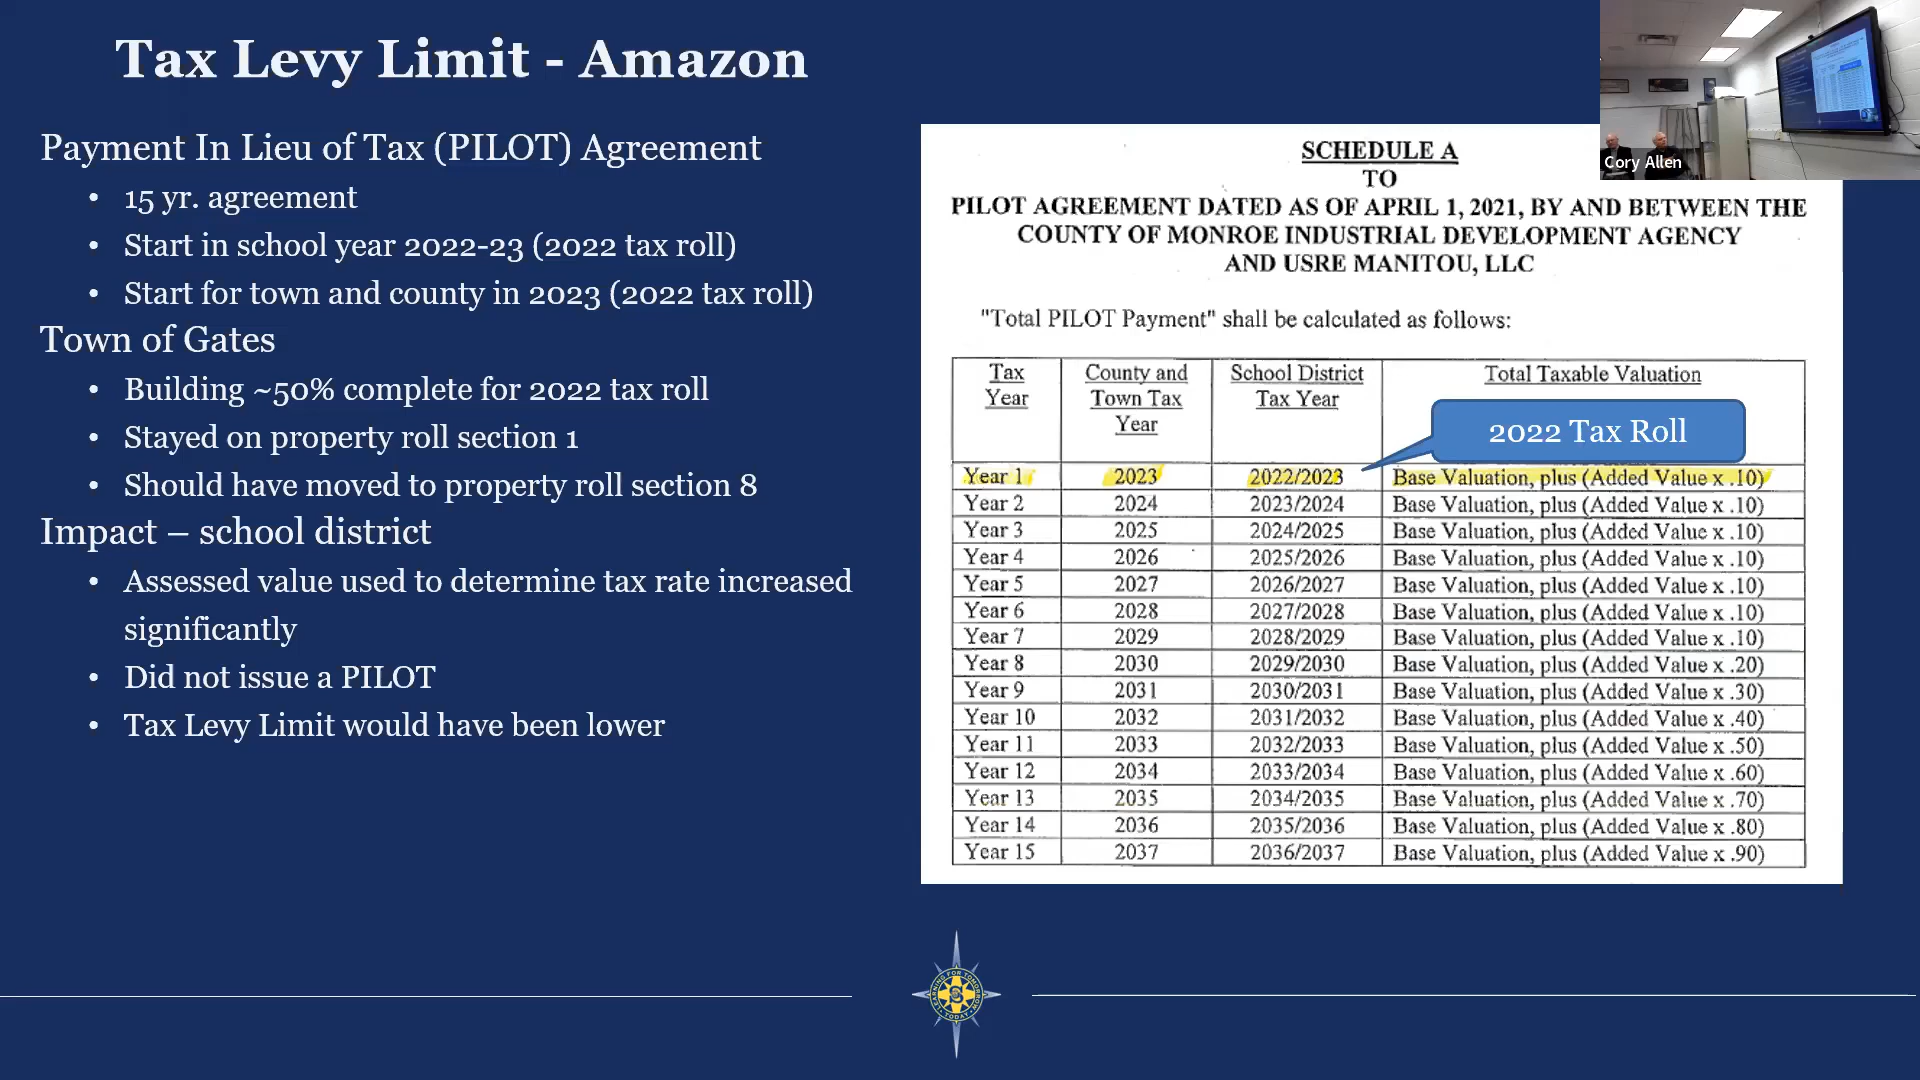 Tax Levy Limit - Amazon
Payment In Lieu of Tax (PILOT) Agreement
• 15 yr. agreement
• Start in school year 2022-23 (2022 tax roll)
• Start for town and county in 2023 (2022 tax roll)
Town of Gates
• Building ~50% complete for 2022 tax roll
• Stayed on property roll section 1
• Should have moved to property roll section 8
Impact – school district
• Assessed value used to determine tax rate increased
significantly
• Did not issue a PILOT
• Tax Levy Limit would have been lower
Cory Allen
SCHEDULE A
TO
PILOT AGREEMENT DATED AS OF APRIL 1, 2021, BY AND BETWEEN THE
COUNTY OF MONROE INDUSTRIAL DEVELOPMENT AGENCY
AND USRE MANITOU, LLC
"Total PILOT Payment" shall be calculated as follows:
Tax County and School District Total Taxable Valuation
Year Town Tax Tax Year
Year
2022 Tax Roll
Year 1 2023 2022/2023 Base Valuation, plus (Added Value x .10)
Year 2 2024 2023/2024 Base Valuation, plus (Added Value x .10)
Year 3 2025 2024/2025 Base Valuation, plus (Added Value x .10)
Year 4 2026 2025/2026 Base Valuation, plus (Added Value x .10)
Year 5 2027 2026/2027 Base Valuation, plus (Added Value x .10)
Year 6 2028 2027/2028 Base Valuation, plus (Added Value x .10)
Year 7 2029 2028/2029 Base Valuation, plus (Added Value x .10)
Year 8 2030 2029/2030 Base Valuation, plus (Added Value x .20)
Year 9 2031 2030/2031 Base Valuation, plus (Added Value x .30)
Year 10 2032 2031/2032 Base Valuation, plus (Added Value x .40)
Year 11 2033 2032/2033 Base Valuation, plus (Added Value x .50)
Year 12 2034 2033/2034 Base Valuation, plus (Added Value x .60)
Year 13 2035 2034/2035 Base Valuation, plus (Added Value x .70)
Year 14 2036 2035/2036 Base Valuation, plus (Added Value x .80)
Year 15 2037 2036/2037 Base Valuation, plus (Added Value x .90)
LEARNING FOR TOMORROW
TODAY